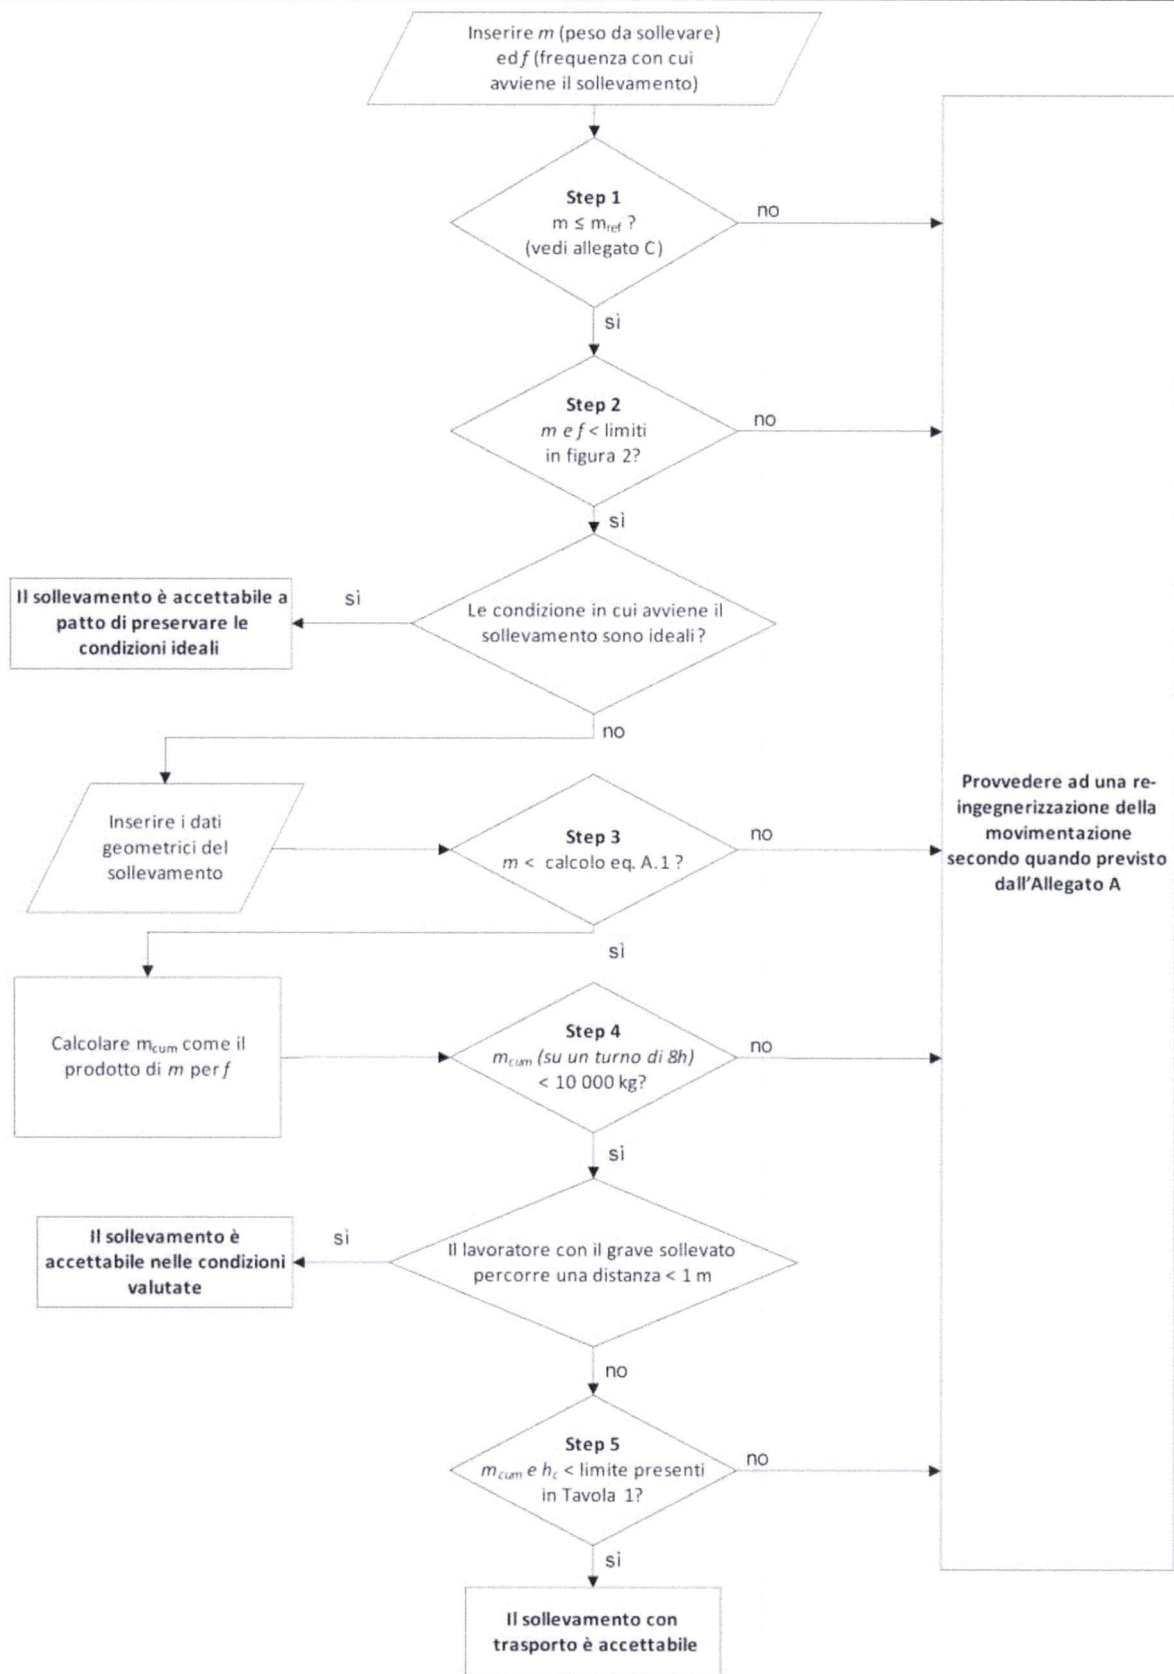 Inserire m (peso da sollevare)
ed f (frequenza con cui
avviene il sollevamento)
Step 1
m ≤ mref ?
(vedi allegato C)
no
sì
Step 2
m e f < limiti
in figura 2?
no
sì
Le condizione in cui avviene il
sollevamento sono ideali?
sì
Il sollevamento è accettabile a
patto di preservare le
condizioni ideali
no
Inserire i dati
geometrici del
sollevamento
Step 3
m < calcolo eq. A.1 ?
no
sì
Provvedere ad una re-
ingegnerizzazione della
movimentazione
secondo quando previsto
dall'Allegato A
Calcolare mcum come il
prodotto di m per f
Step 4
mcum (su un turno di 8h)
< 10 000 kg?
no
sì
Il lavoratore con il grave sollevato
percorre una distanza < 1 m
sì
Il sollevamento è
accettabile nelle condizioni
valutate
no
Step 5
mcum e hc < limite presenti
in Tavola 1?
no
sì
Il sollevamento con
trasporto è accettabile